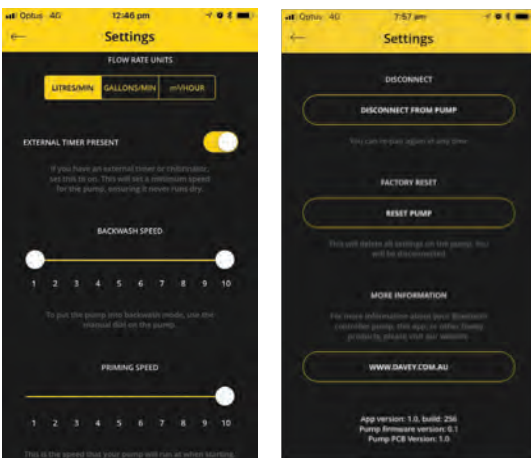 Optus 4G 12:46 pm
Settings
FLOW RATE UNITS
LITRES/MIN GALLONS/MIN m³/HOUR
EXTERNAL TIMER PRESENT
If you have an external timer or chlorinator,
set this to on. This will set a minimum speed
for the pump, ensuring it never runs dry.
BACKWASH SPEED
1 2 3 4 5 6 7 8 9 10
To put the pump into backwash mode, use the
manual dial on the pump.
PRIMING SPEED
1 2 3 4 5 6 7 8 9 10
This is the speed that your pump will run at when starting.
Optus 4G 7:57 pm
Settings
DISCONNECT
DISCONNECT FROM PUMP
You can re-pair again at any time.
FACTORY RESET
RESET PUMP
This will delete all settings on the pump. You
will be disconnected.
MORE INFORMATION
For more information about your Bluetooth
controller pump, this app, or other Davey
products, please visit our website.
WWW.DAVEY.COM.AU
App version: 1.0, build: 256
Pump firmware version: 0.1
Pump PCB Version: 1.0